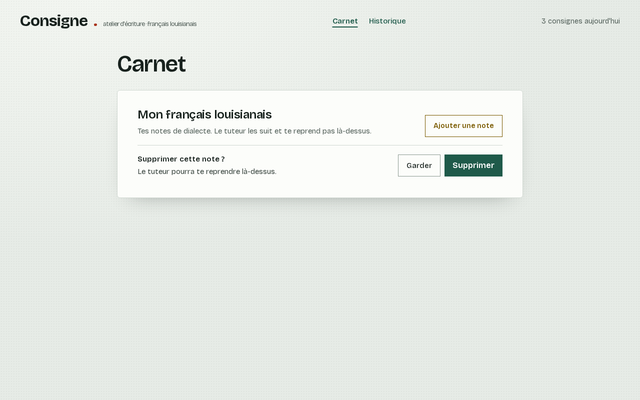 Consigne
atelier d'écriture · français louisianais
Carnet
Historique
3 consignes aujourd'hui
Carnet
Mon français louisianais
Tes notes de dialecte. Le tuteur les suit et te reprend pas là-dessus.
Ajouter une note
Supprimer cette note ?
Le tuteur pourra te reprendre là-dessus.
Garder
Supprimer